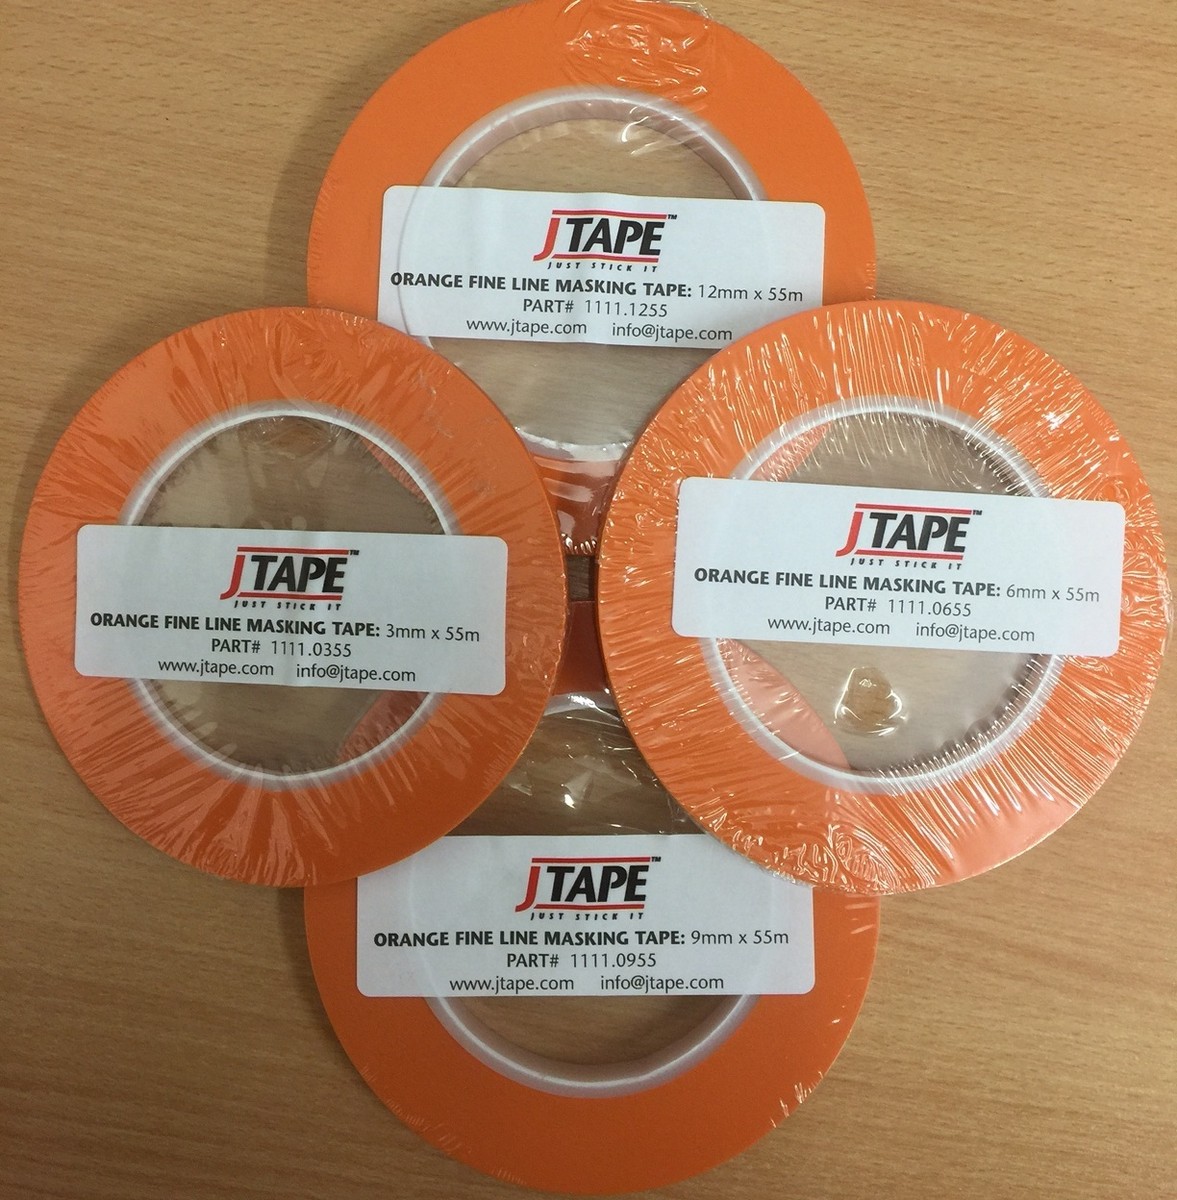 JTAPE™
JUST STICK IT
ORANGE FINE LINE MASKING TAPE: 12mm x 55m
PART# 1111.1255
www.jtape.com info@jtape.com
JTAPE™
JUST STICK IT
ORANGE FINE LINE MASKING TAPE: 3mm x 55m
PART# 1111.0355
www.jtape.com info@jtape.com
JTAPE™
JUST STICK IT
ORANGE FINE LINE MASKING TAPE: 6mm x 55m
PART# 1111.0655
www.jtape.com info@jtape.com
JTAPE™
JUST STICK IT
ORANGE FINE LINE MASKING TAPE: 9mm x 55m
PART# 1111.0955
www.jtape.com info@jtape.com